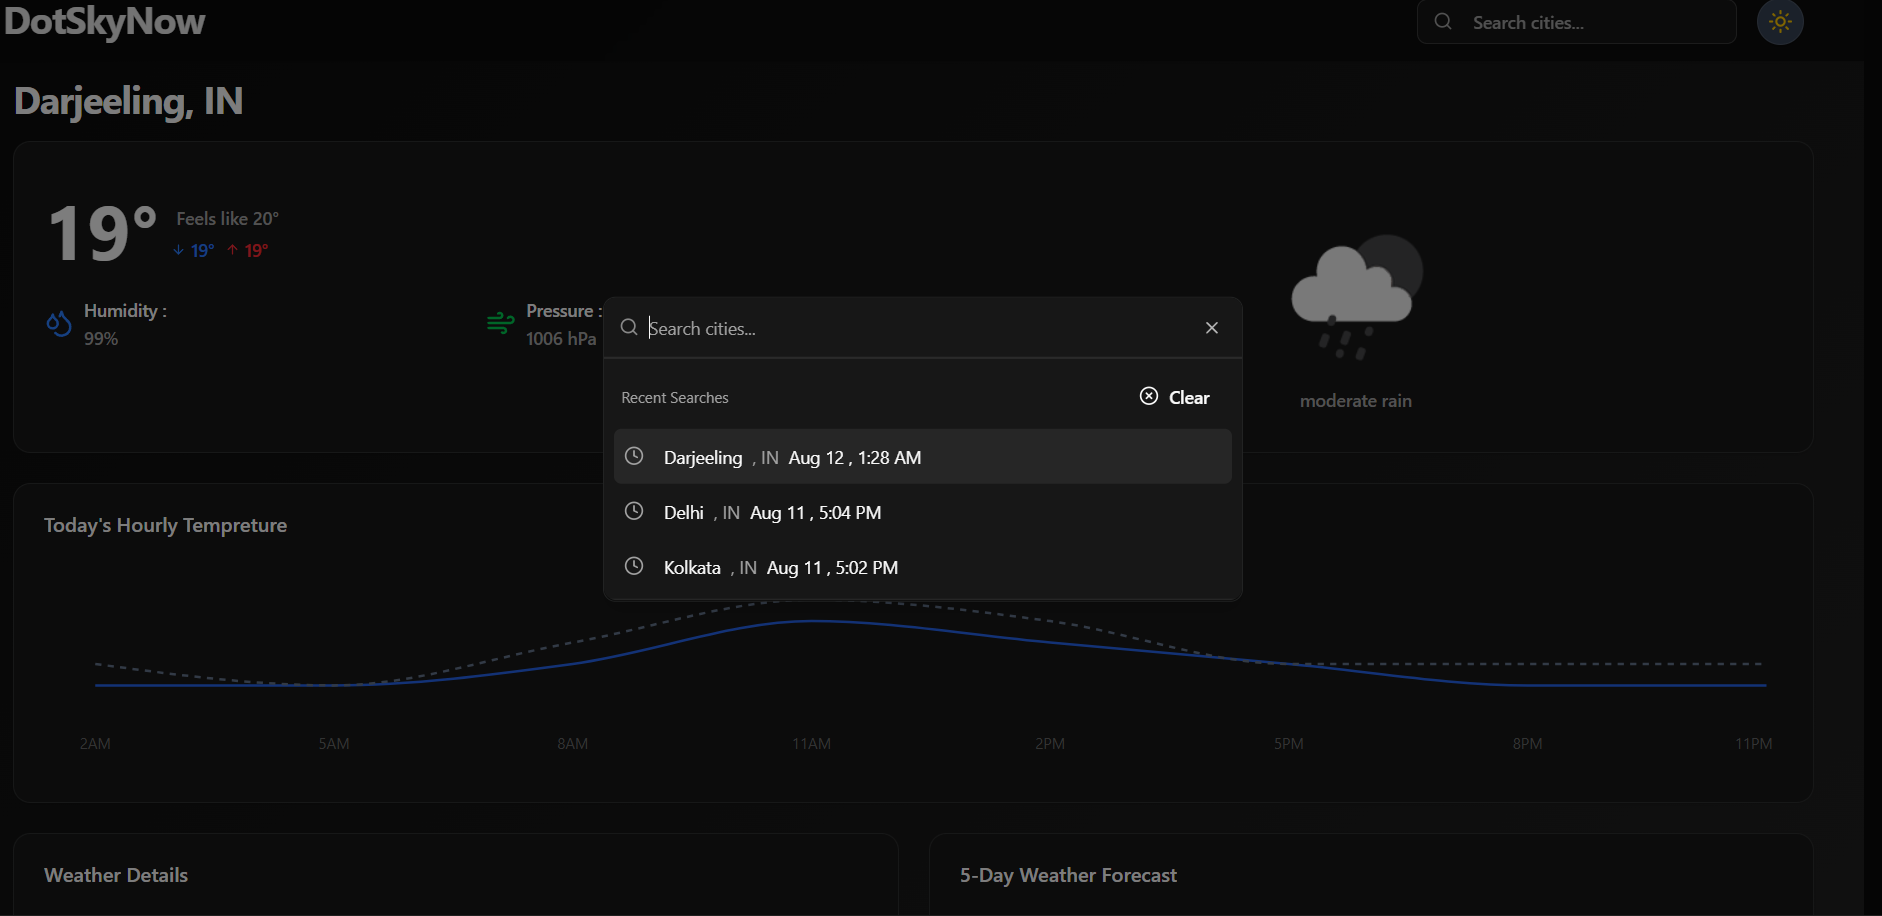 DotSkyNow
Search cities...
Darjeeling, IN
19°
Feels like 20°
↓ 19° ↑ 19°
Humidity :
99%
Pressure :
1006 hPa
moderate rain
Search cities...
Recent Searches
Clear
Darjeeling , IN Aug 12 , 1:28 AM
Delhi , IN Aug 11 , 5:04 PM
Kolkata , IN Aug 11 , 5:02 PM
Today's Hourly Tempreture
2AM 5AM 8AM 11AM 2PM 5PM 8PM 11PM
Weather Details
5-Day Weather Forecast